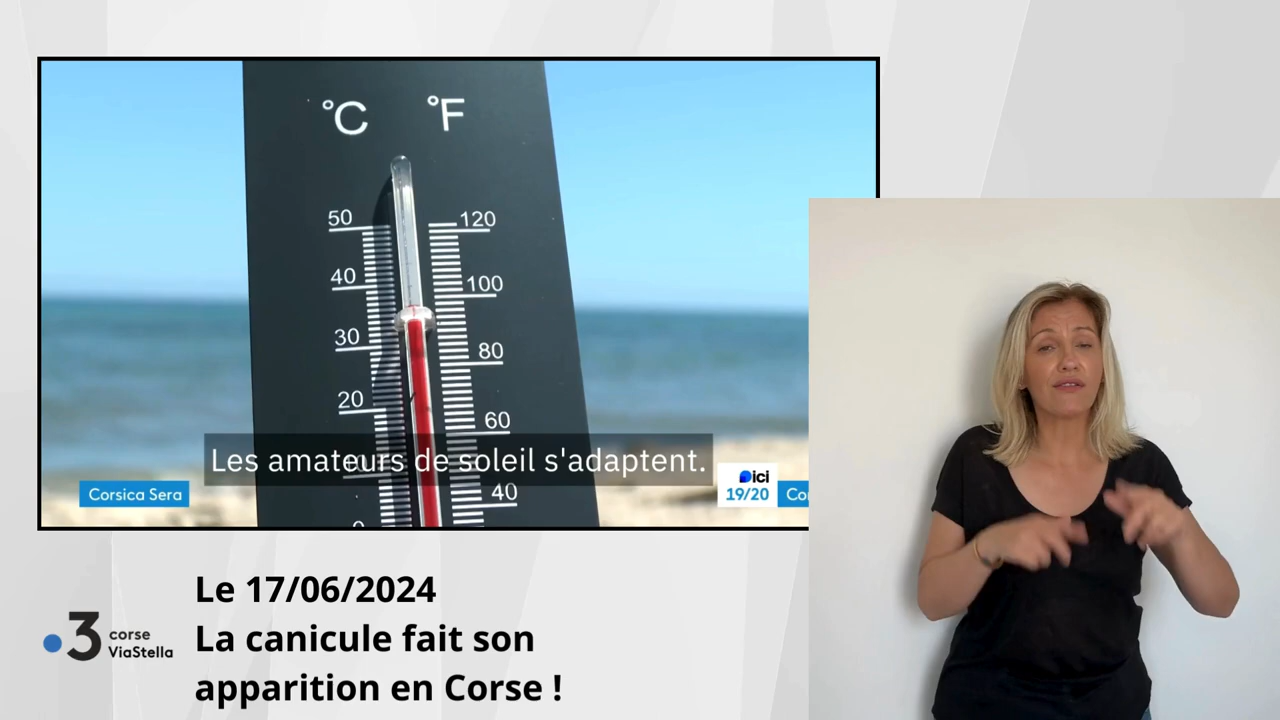 °C °F
50 120
40 100
30 80
20 60
40
0
Les amateurs de soleil s'adaptent.
Corsica Sera
ici
19/20
Le 17/06/2024
La canicule fait son
apparition en Corse !
3 corse
ViaStella